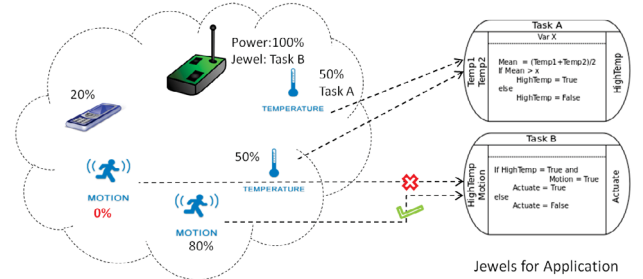 Power:100%
Jewel: Task B
50%
Task A
TEMPERATURE
20%
50%
TEMPERATURE
MOTION
0%
MOTION
80%
Task A
Var X
Temp1
Temp2
Mean = (Temp1+Temp2)/2
If Mean > x
HighTemp = True
else
HighTemp = False
HighTemp
Task B
HighTemp
Motion
If HighTemp = True and
Motion = True
Actuate = True
else
Actuate = False
Actuate
Jewels for Application